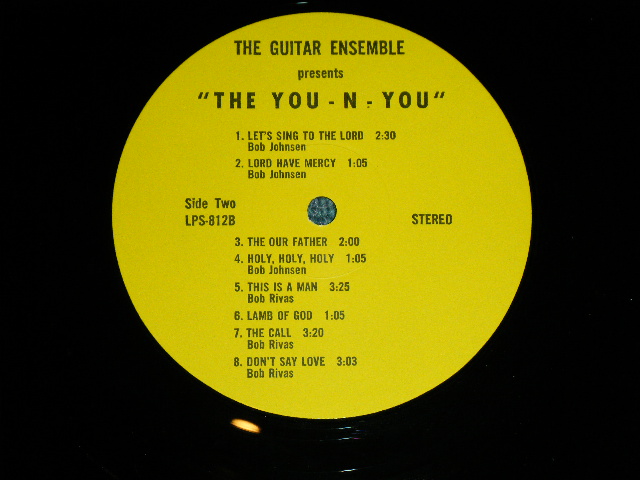 THE GUITAR ENSEMBLE
presents
"THE YOU - N - YOU"
1. LET'S SING TO THE LORD 2:30
Bob Johnsen
2. LORD HAVE MERCY 1:05
Bob Johnsen
Side Two
LPS-812B
STEREO
3. THE OUR FATHER 2:00
4. HOLY, HOLY, HOLY 1:05
Bob Johnsen
5. THIS IS A MAN 3:25
Bob Rivas
6. LAMB OF GOD 1:05
7. THE CALL 3:20
Bob Rivas
8. DON'T SAY LOVE 3:03
Bob Rivas